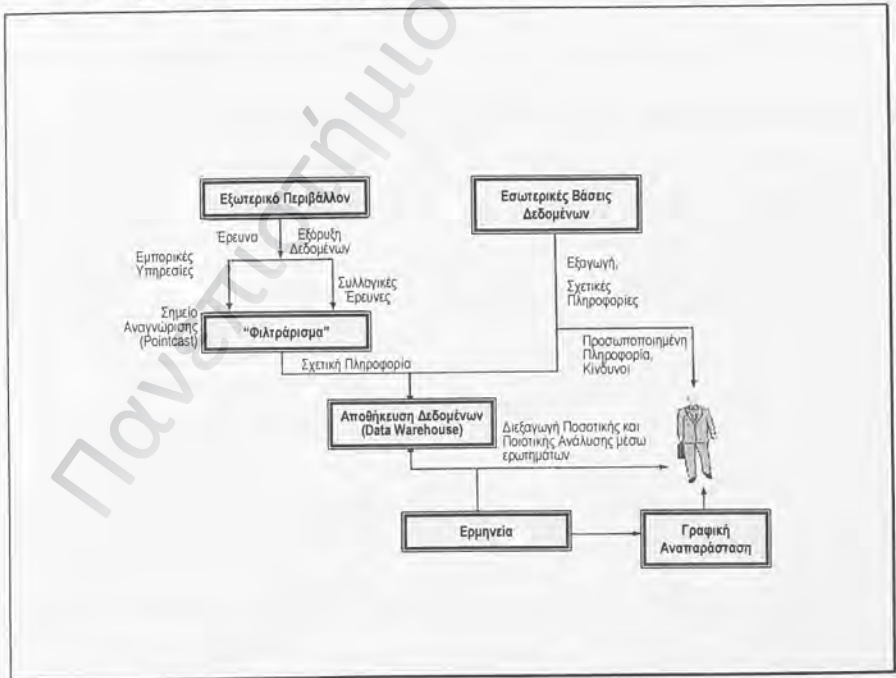 Πανεπιστήμιο
Εξωτερικό Περιβάλλον
Εσωτερικές Βάσεις
Δεδομένων
Έρευνα
Εξόρυξη
Δεδομένων
Εμπορικές
Υπηρεσίες
Συλλογικές
Έρευνες
Εξαγωγή,
Σχετικές
Πληροφορίες
Σημείο
Αναγνώρισης
(Pointcast)
"Φιλτράρισμα"
Προσωποποιημένη
Πληροφορία,
Κίνδυνοι
Σχετική Πληροφορία
Αποθήκευση Δεδομένων
(Data Warehouse)
Διεξαγωγή Ποσοτικής και
Ποιοτικής Ανάλυσης μέσω
ερωτημάτων
Ερμηνεία
Γραφική
Αναπαράσταση